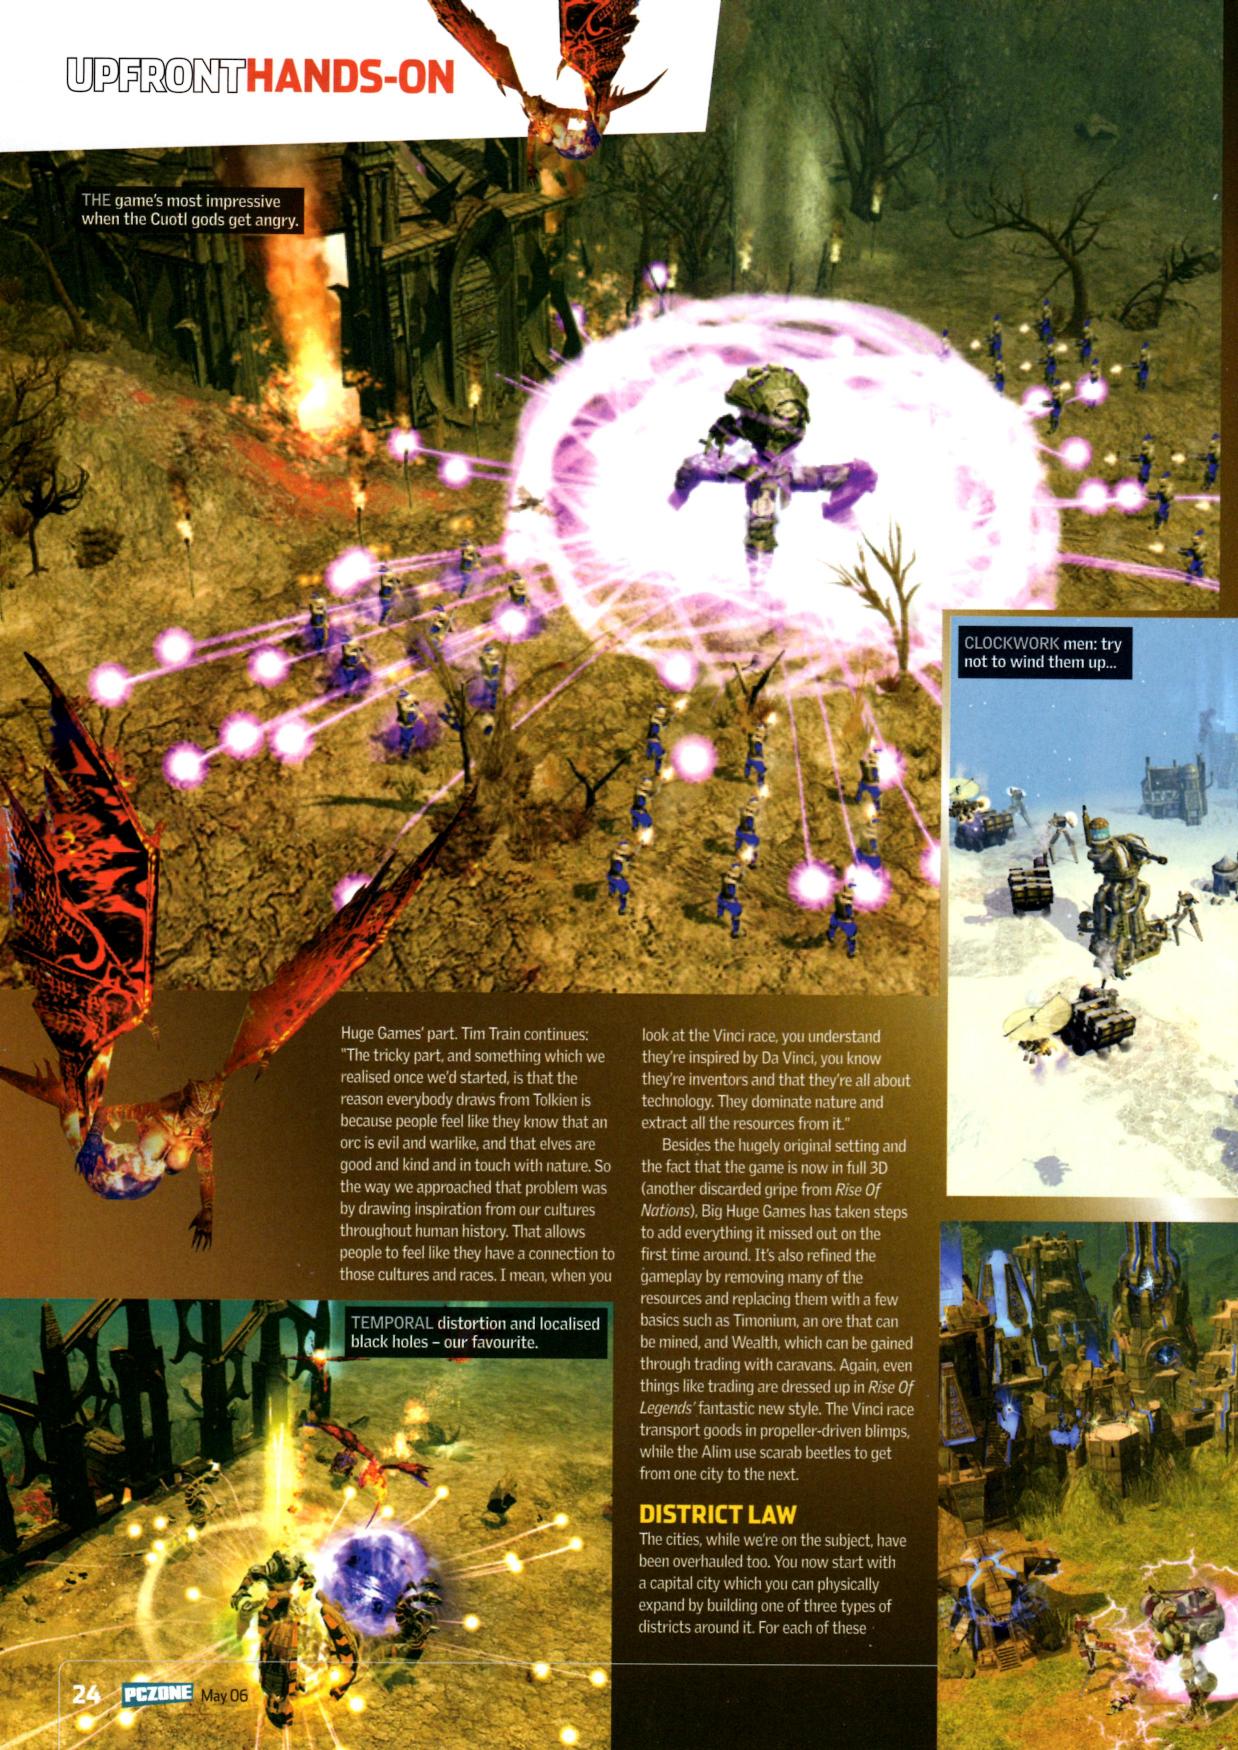 UPFRONTHANDS-ON
THE game's most impressive
when the Cuotl gods get angry.
CLOCKWORK men: try
not to wind them up...
Huge Games' part. Tim Train continues:
"The tricky part, and something which we
realised once we'd started, is that the
reason everybody draws from Tolkien is
because people feel like they know that an
orc is evil and warlike, and that elves are
good and kind and in touch with nature. So
the way we approached that problem was
by drawing inspiration from our cultures
throughout human history. That allows
people to feel like they have a connection to
those cultures and races. I mean, when you
look at the Vinci race, you understand
they're inspired by Da Vinci, you know
they're inventors and that they're all about
technology. They dominate nature and
extract all the resources from it."
Besides the hugely original setting and
the fact that the game is now in full 3D
(another discarded gripe from Rise Of
Nations), Big Huge Games has taken steps
to add everything it missed out on the
first time around. It's also refined the
gameplay by removing many of the
resources and replacing them with a few
basics such as Timonium, an ore that can
be mined, and Wealth, which can be gained
through trading with caravans. Again, even
things like trading are dressed up in Rise Of
Legends' fantastic new style. The Vinci race
transport goods in propeller-driven blimps,
while the Alim use scarab beetles to get
from one city to the next.
DISTRICT LAW
The cities, while we're on the subject, have
been overhauled too. You now start with
a capital city which you can physically
expand by building one of three types of
districts around it. For each of these
TEMPORAL distortion and localised
black holes – our favourite.
24 PCZONE May 06